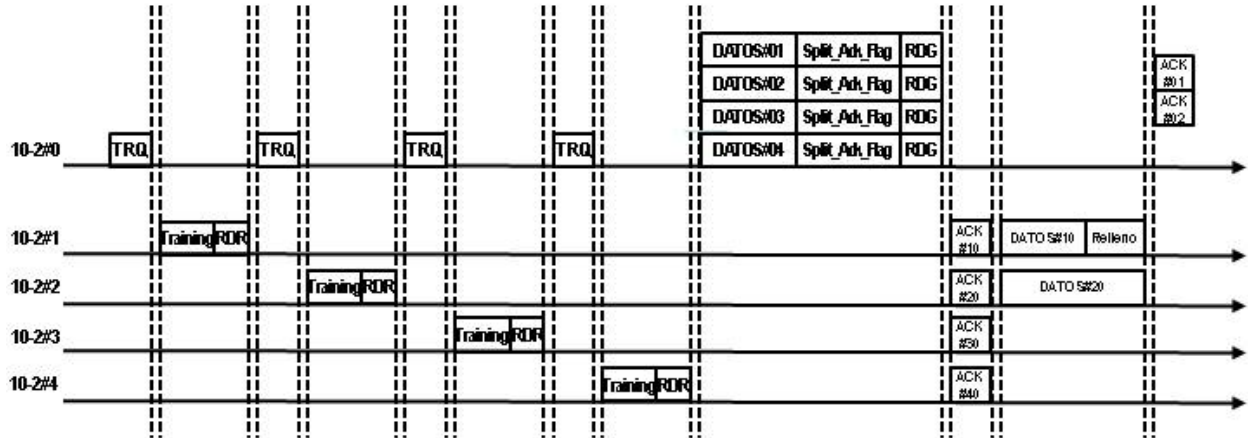 DATOS#01 Split_Ack_Flag RDG
DATOS#02 Split_Ack_Flag RDG
ACK
#01
DATOS#03 Split_Ack_Flag RDG
ACK
#02
10-2#0 TRQ TRQ TRQ TRQ DATOS#04 Split_Ack_Flag RDG
10-2#1 Training RDR ACK
#10
DATOS#10 Relleno
10-2#2 Training RDR ACK
#20
DATOS#20
10-2#3 Training RDR ACK
#30
10-2#4 Training RDR ACK
#40